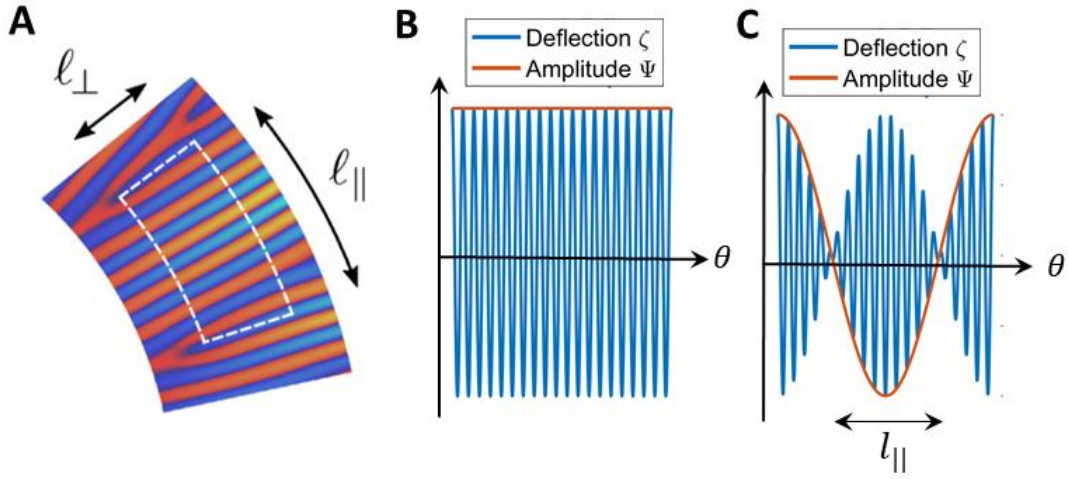 A
ℓ⊥
ℓ||
B
Deflection ζ
Amplitude Ψ
θ
C
Deflection ζ
Amplitude Ψ
θ
l||